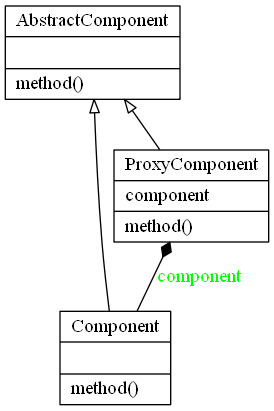 AbstractComponent
method()
ProxyComponent
component
method()
component
Component
method()